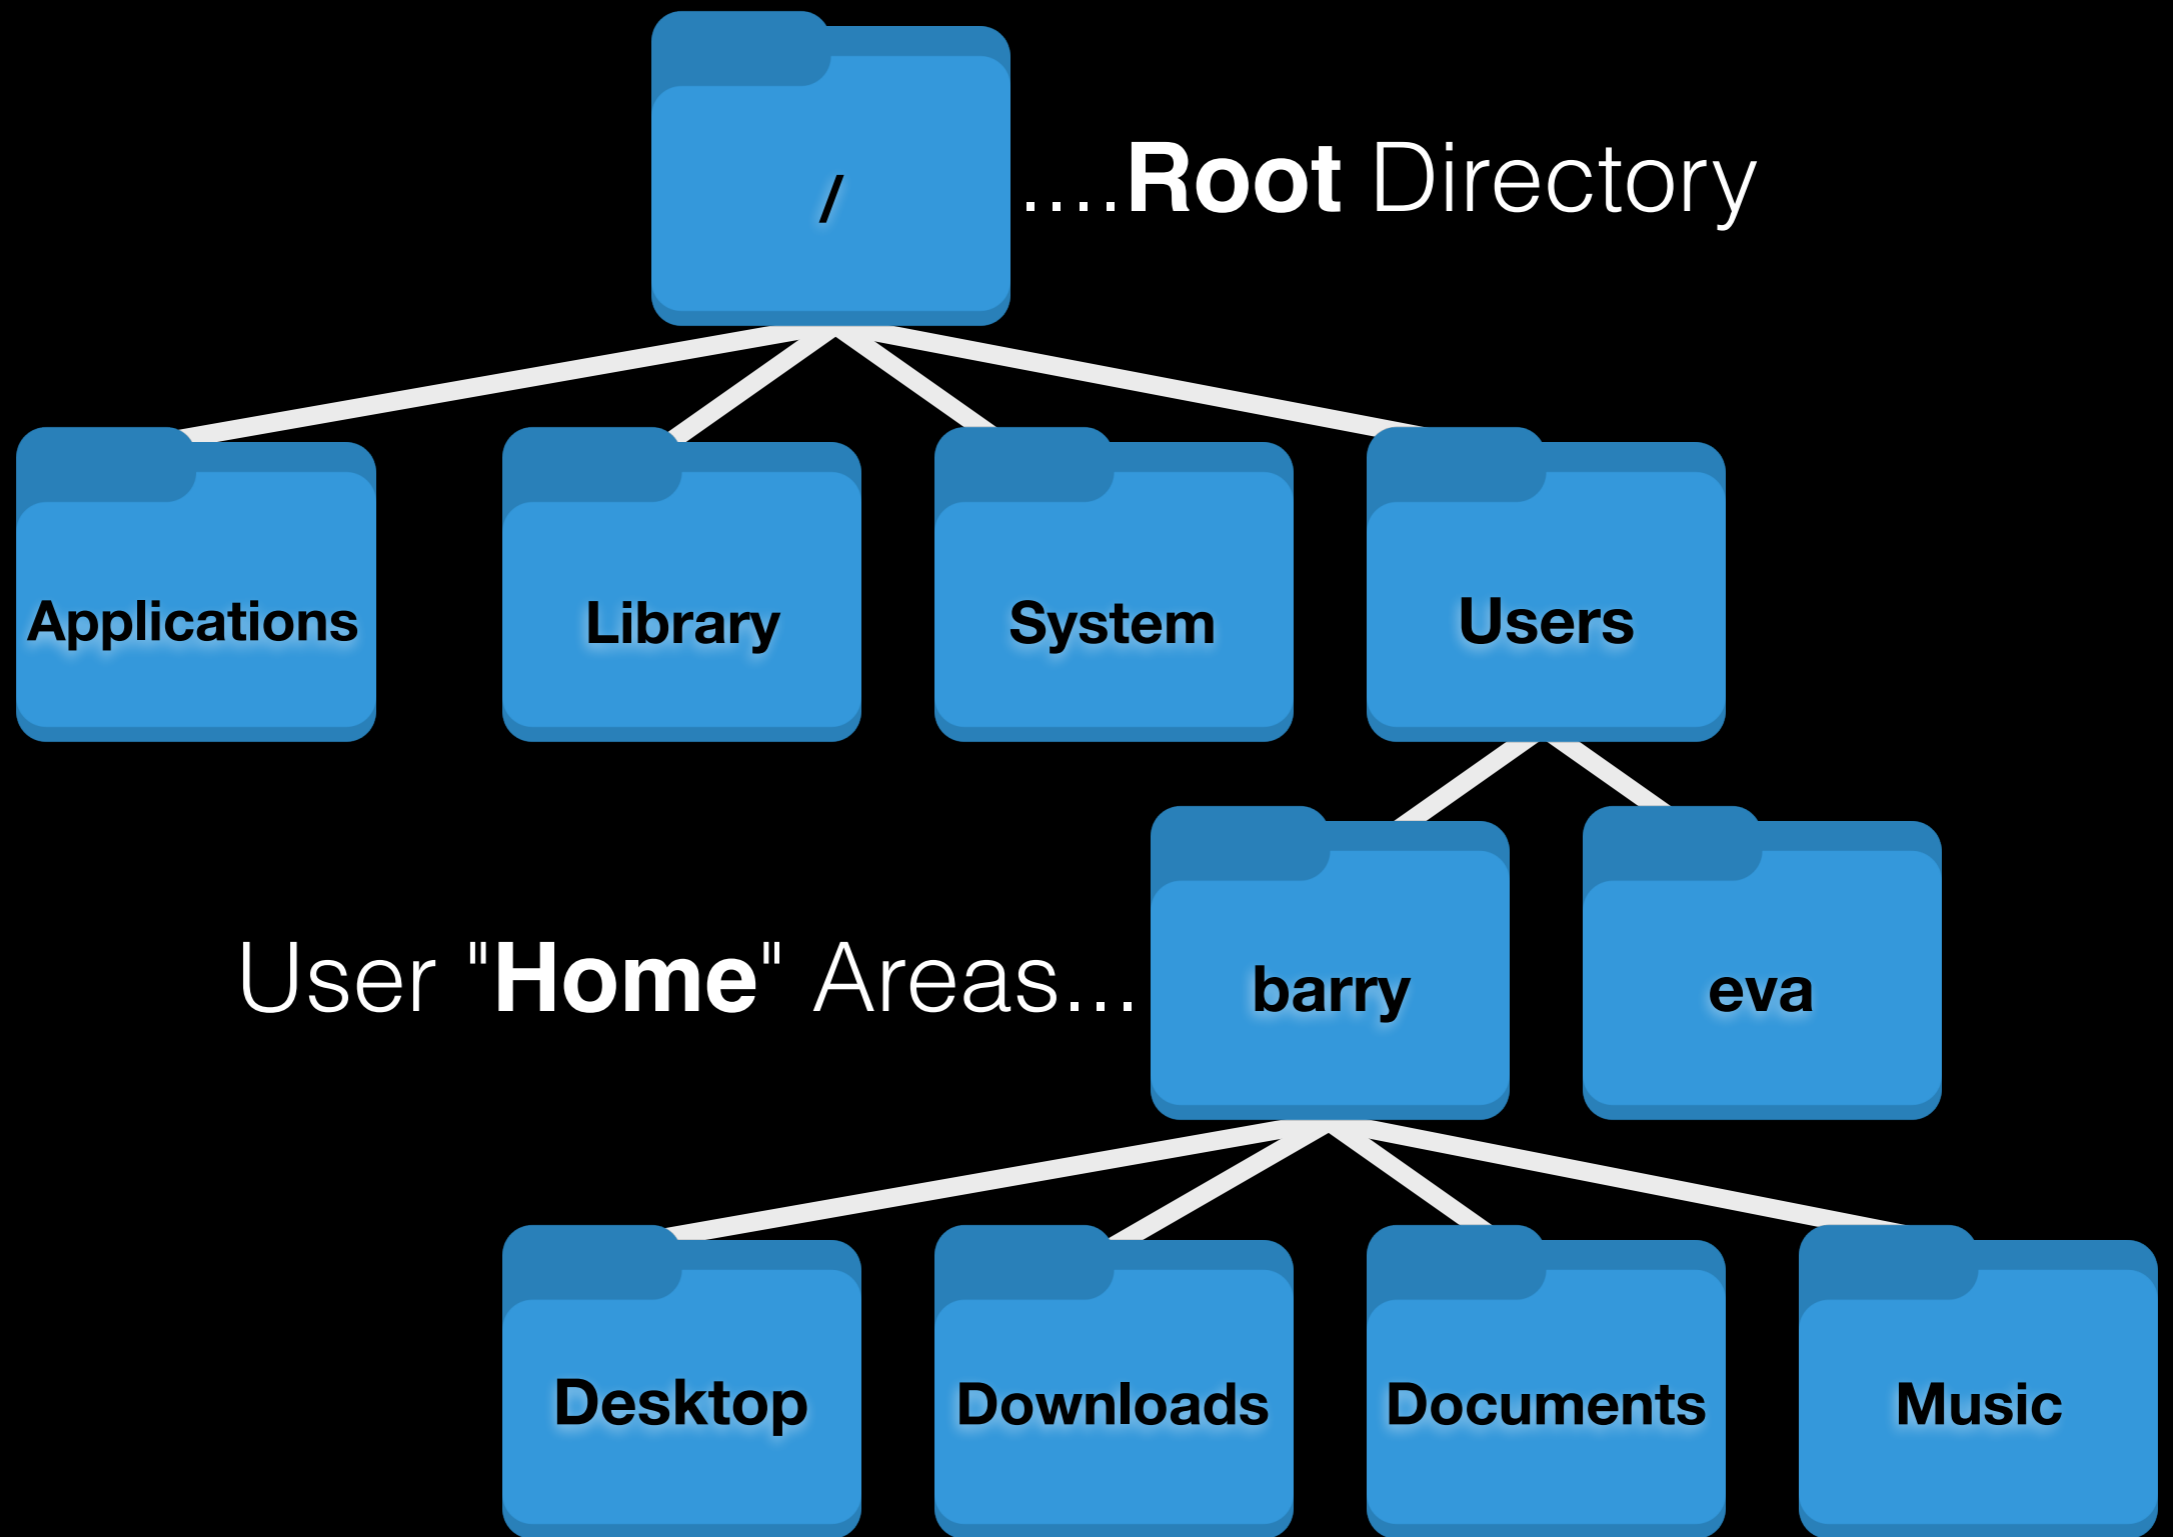 /
....Root Directory
Applications
Library
System
Users
User "Home" Areas...
barry
eva
Desktop
Downloads
Documents
Music